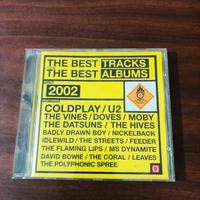 THE BEST TRACKS
THE BEST ALBUMS
2002
COLDPLAY / U2
THE VINES / DOVES / MOBY
THE DATSUNS / THE HIVES
BADLY DRAWN BOY / NICKELBACK
IDLEWILD / THE STREETS / FEEDER
THE FLAMING LIPS / MS DYNAMITE
DAVID BOWIE / THE CORAL / LEAVES
THE POLYPHONIC SPREE